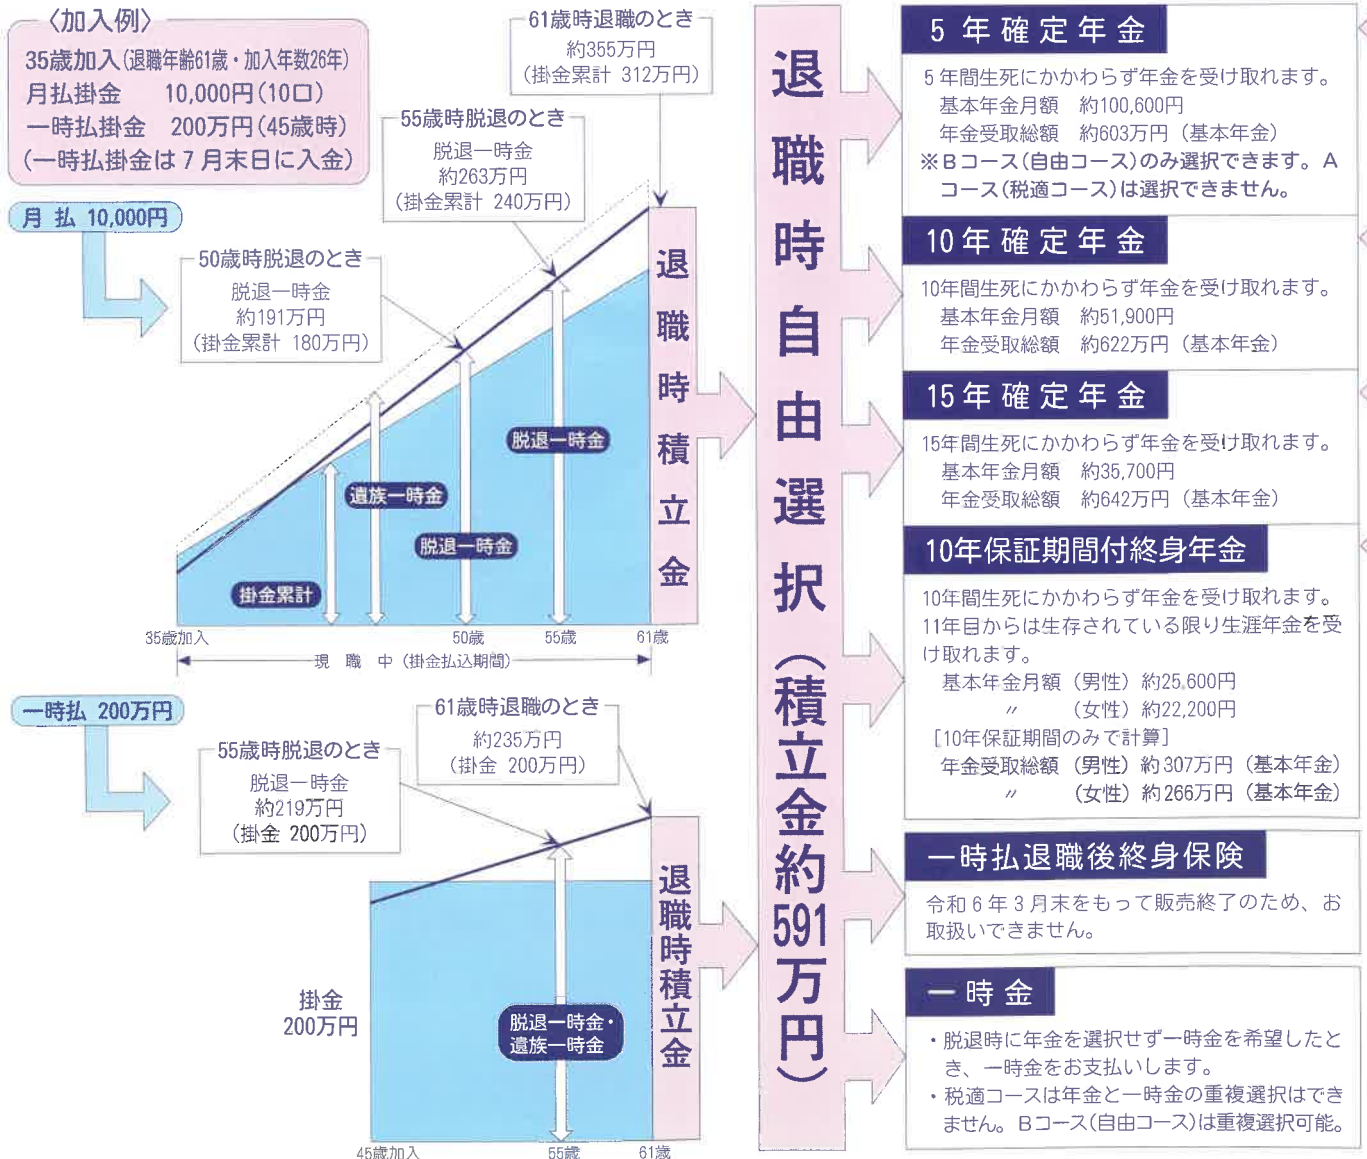 〈加入例〉
35歳加入(退職年齢61歳・加入年数26年)
月払掛金　10,000円(10口)
一時払掛金　200万円(45歳時)
(一時払掛金は７月末日に入金)
月 払 10,000円
61歳時退職のとき
約355万円
(掛金累計 312万円)
55歳時脱退のとき
脱退一時金
約263万円
(掛金累計 240万円)
50歳時脱退のとき
脱退一時金
約191万円
(掛金累計 180万円)
掛金累計
遺族一時金
脱退一時金
脱退一時金
退職時積立金
35歳加入
50歳
55歳
61歳
現 職 中 (掛金払込期間)
一時払 200万円
61歳時退職のとき
約235万円
(掛金 200万円)
55歳時脱退のとき
脱退一時金
約219万円
(掛金 200万円)
掛金
200万円
脱退一時金・
遺族一時金
退職時積立金
45歳加入
55歳
61歳
退職時自由選択(積立金約591万円)
５年確定年金
５年間生死にかかわらず年金を受け取れます。
基本年金月額　約100,600円
年金受取総額　約603万円 (基本年金)
※Ｂコース(自由コース)のみ選択できます。Ａ
コース(税適コース)は選択できません。
10年確定年金
10年間生死にかかわらず年金を受け取れます。
基本年金月額　約51,900円
年金受取総額　約622万円 (基本年金)
15年確定年金
15年間生死にかかわらず年金を受け取れます。
基本年金月額　約35,700円
年金受取総額　約642万円 (基本年金)
10年保証期間付終身年金
10年間生死にかかわらず年金を受け取れます。
11年目からは生存されている限り生涯年金を受
け取れます。
基本年金月額 (男性) 約25,600円
〃 (女性) 約22,200円
[10年保証期間のみで計算]
年金受取総額 (男性) 約307万円 (基本年金)
〃 (女性) 約266万円 (基本年金)
一時払退職後終身保険
令和６年３月末をもって販売終了のため、お
取扱いできません。
一時金
・脱退時に年金を選択せず一時金を希望したと
き、一時金をお支払いします。
・税適コースは年金と一時金の重複選択はでき
ません。Ｂコース(自由コース)は重複選択可能。